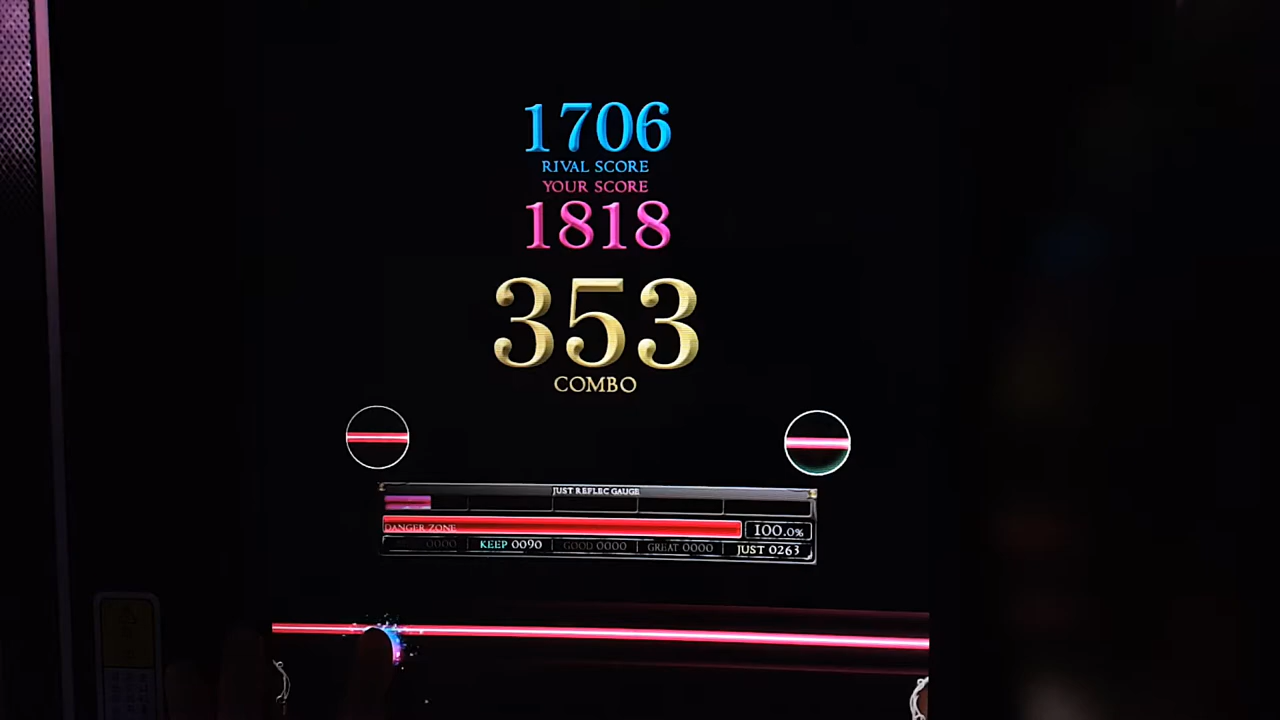 1706
RIVAL SCORE
YOUR SCORE
1818
353
COMBO
JUST REFLEC GAUGE
DANGER ZONE 100.0%
0000 KEEP 0090 GOOD 0000 GREAT 0000 JUST 0263